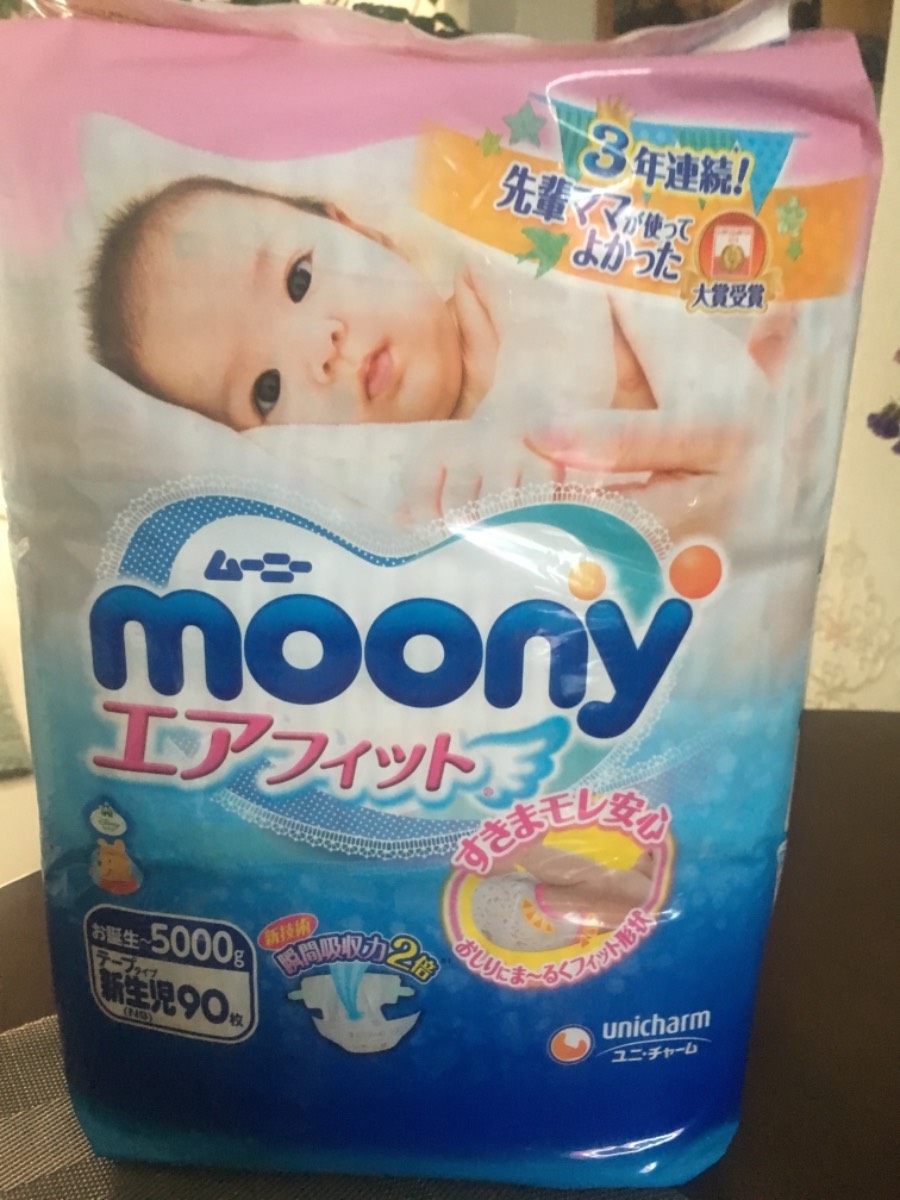 3年連続!
先輩ママが使って
よかった
大賞受賞
ムーニー
moony
エアフィット
®
すきまモレ安心
おしりにま〜るくフィット形状
Disney
お誕生~5000g
テープタイプ
新生児90枚
(NB)
新技術
瞬間吸収力2倍
unicharm
ユニ・チャーム